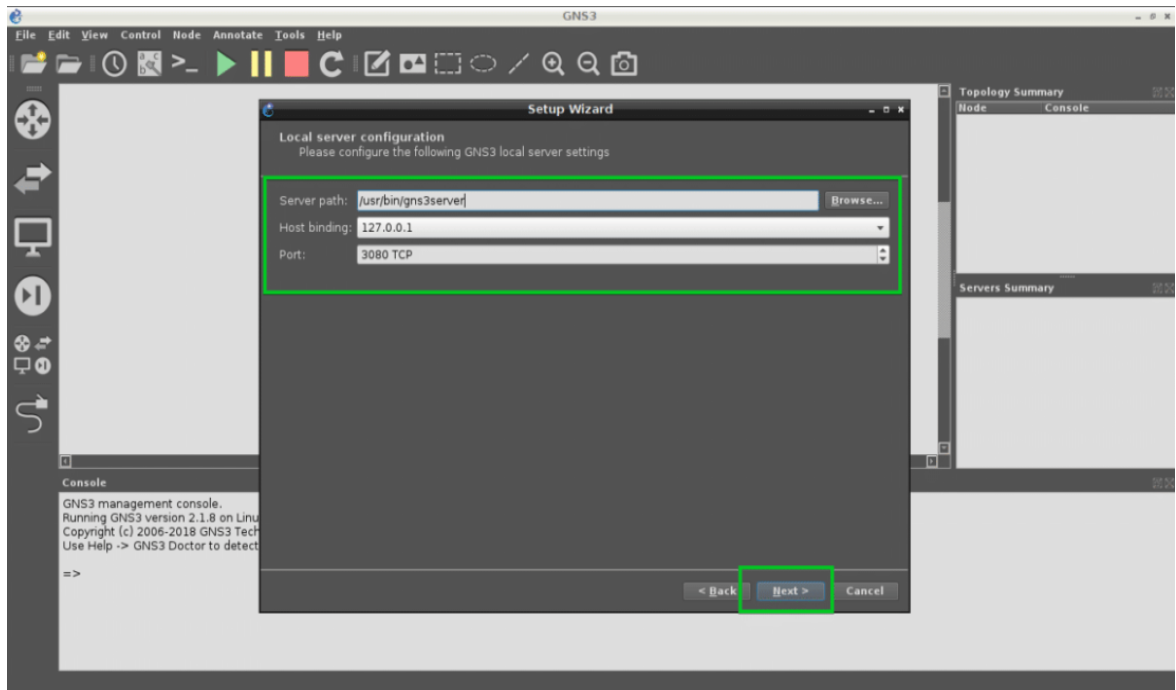 GNS3
File Edit View Control Node Annotate Tools Help
Setup Wizard
Local server configuration
Please configure the following GNS3 local server settings
Server path: /usr/bin/gns3server Browse...
Host binding: 127.0.0.1
Port: 3080 TCP
< Back Next > Cancel
Topology Summary
Node Console
Servers Summary
Console
GNS3 management console.
Running GNS3 version 2.1.8 on Linu
Copyright (c) 2006-2018 GNS3 Tech
Use Help -> GNS3 Doctor to detect
=>